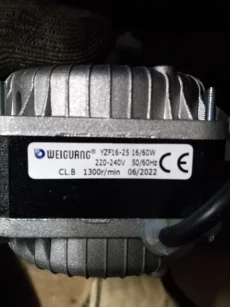 WEIGUANG® YZF16-25 16/60W
220-240V 50/60Hz
CL.B 1300r/min 06/2022 CE